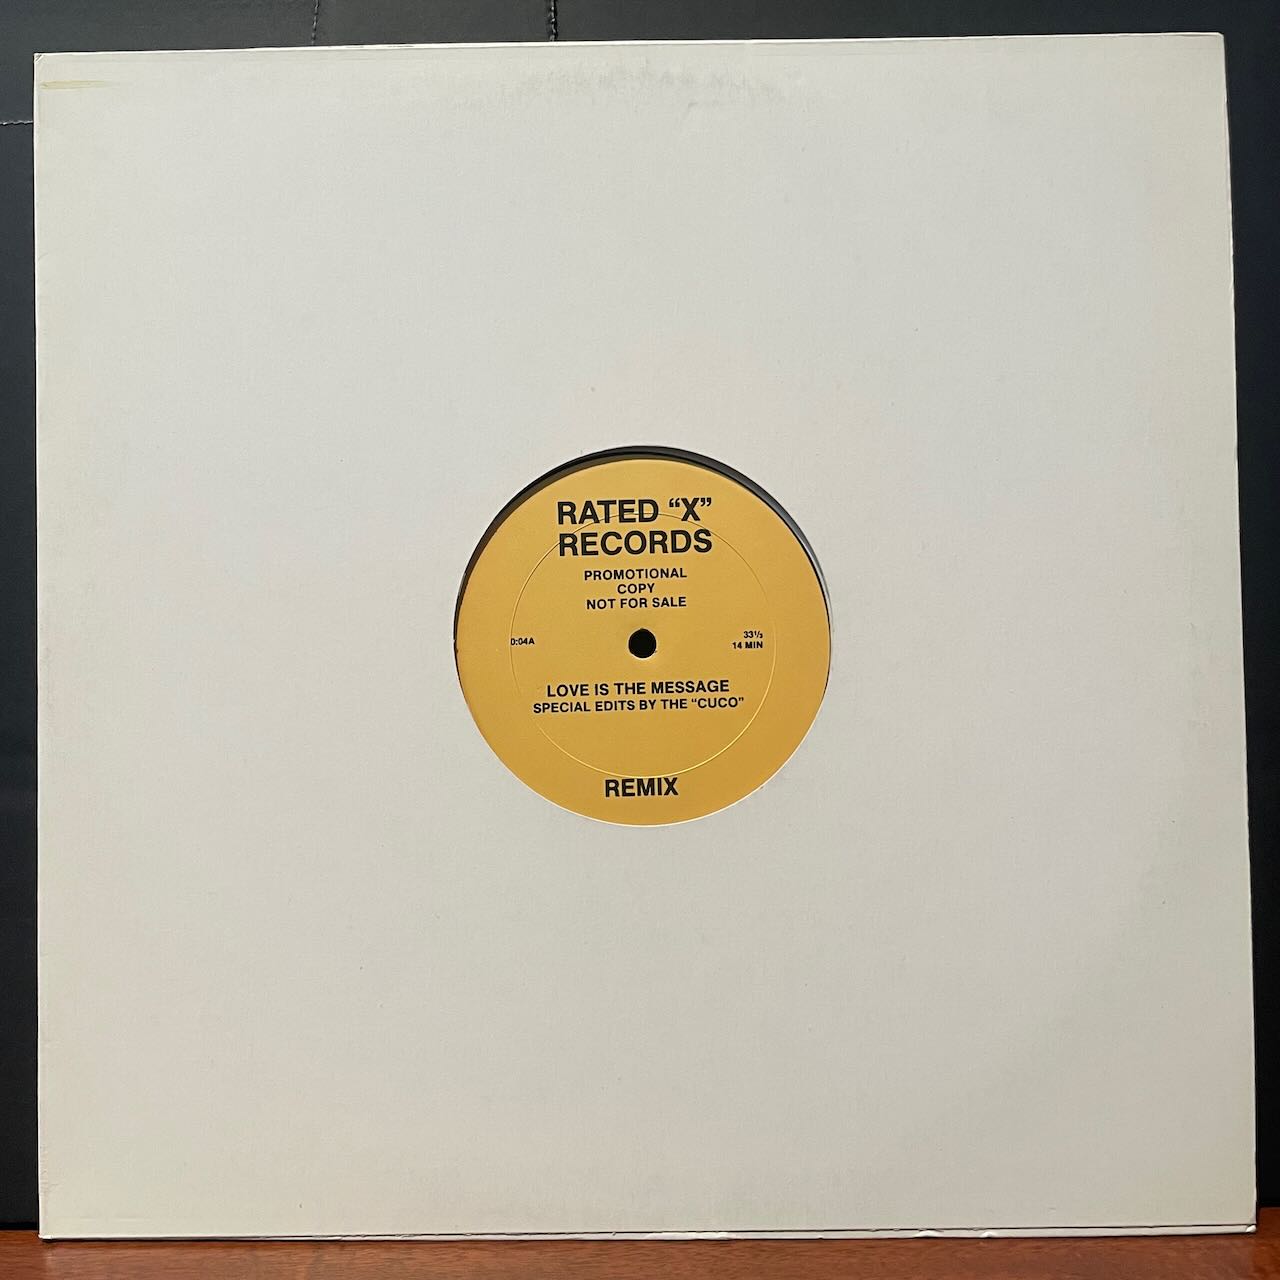 RATED “X”
RECORDS
PROMOTIONAL
COPY
NOT FOR SALE
D:04A
33⅓
14 MIN
LOVE IS THE MESSAGE
SPECIAL EDITS BY THE “CUCO”
REMIX